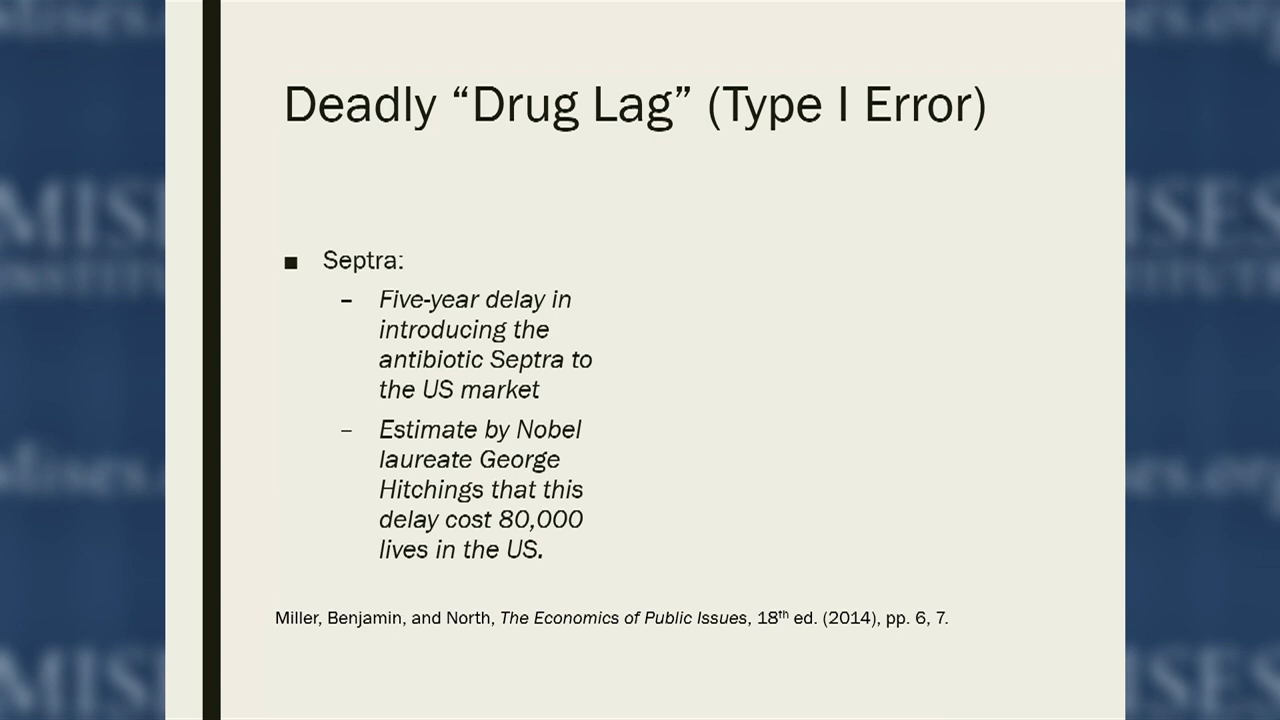 Deadly “Drug Lag” (Type I Error)
■ Septra:
– Five-year delay in
introducing the
antibiotic Septra to
the US market
– Estimate by Nobel
laureate George
Hitchings that this
delay cost 80,000
lives in the US.
Miller, Benjamin, and North, The Economics of Public Issues, 18th ed. (2014), pp. 6, 7.